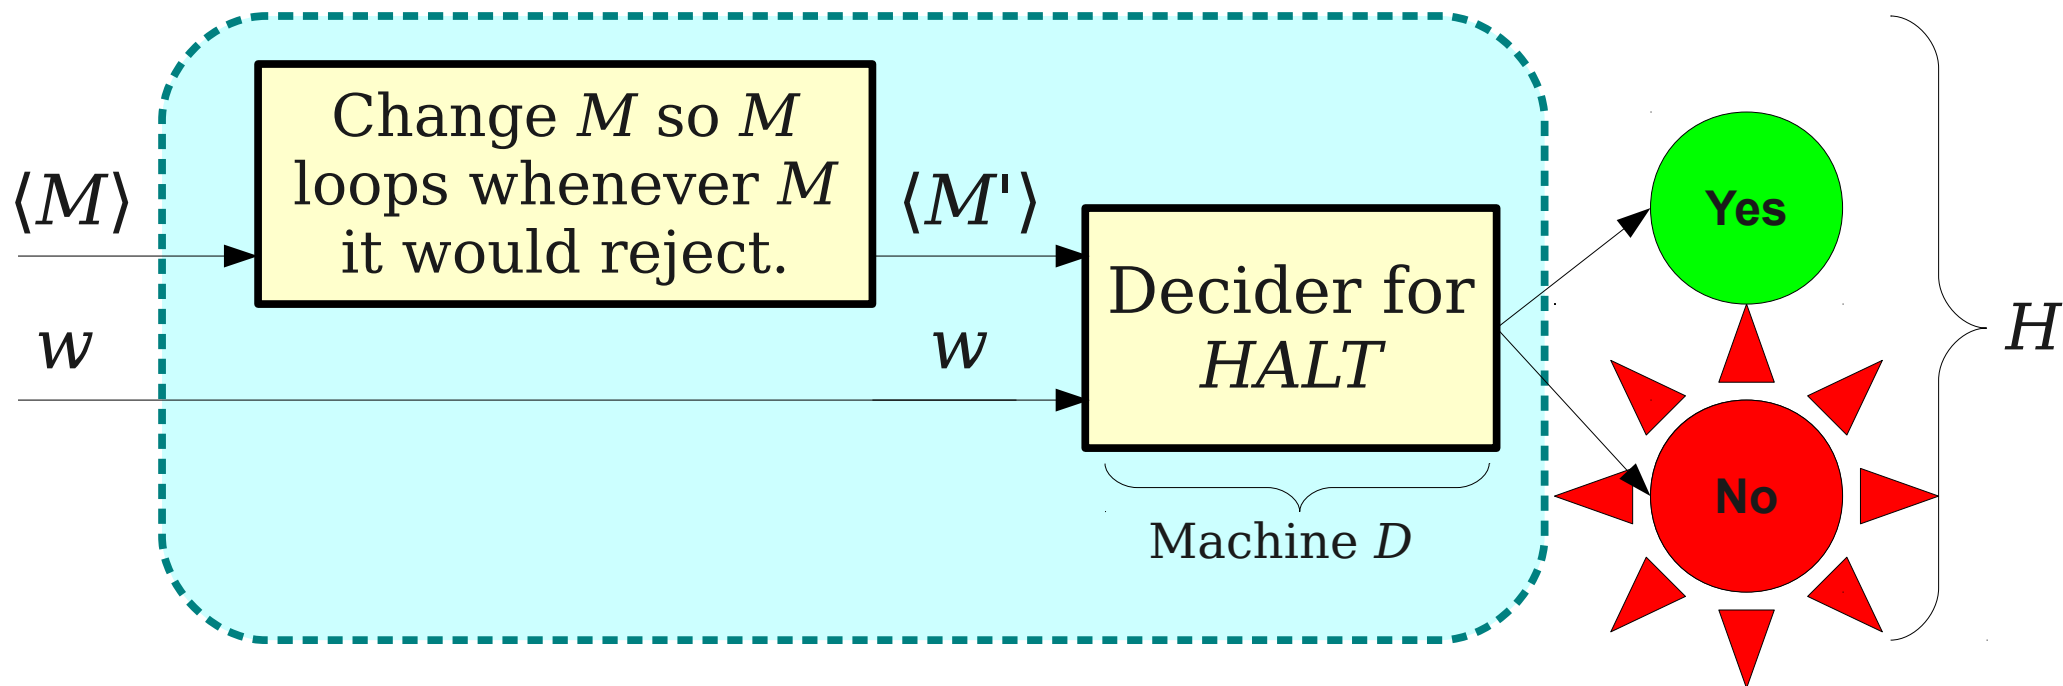 Change M so M
loops whenever M
it would reject.
⟨M⟩
⟨M'⟩
w
w
Decider for
HALT
Machine D
Yes
No
H